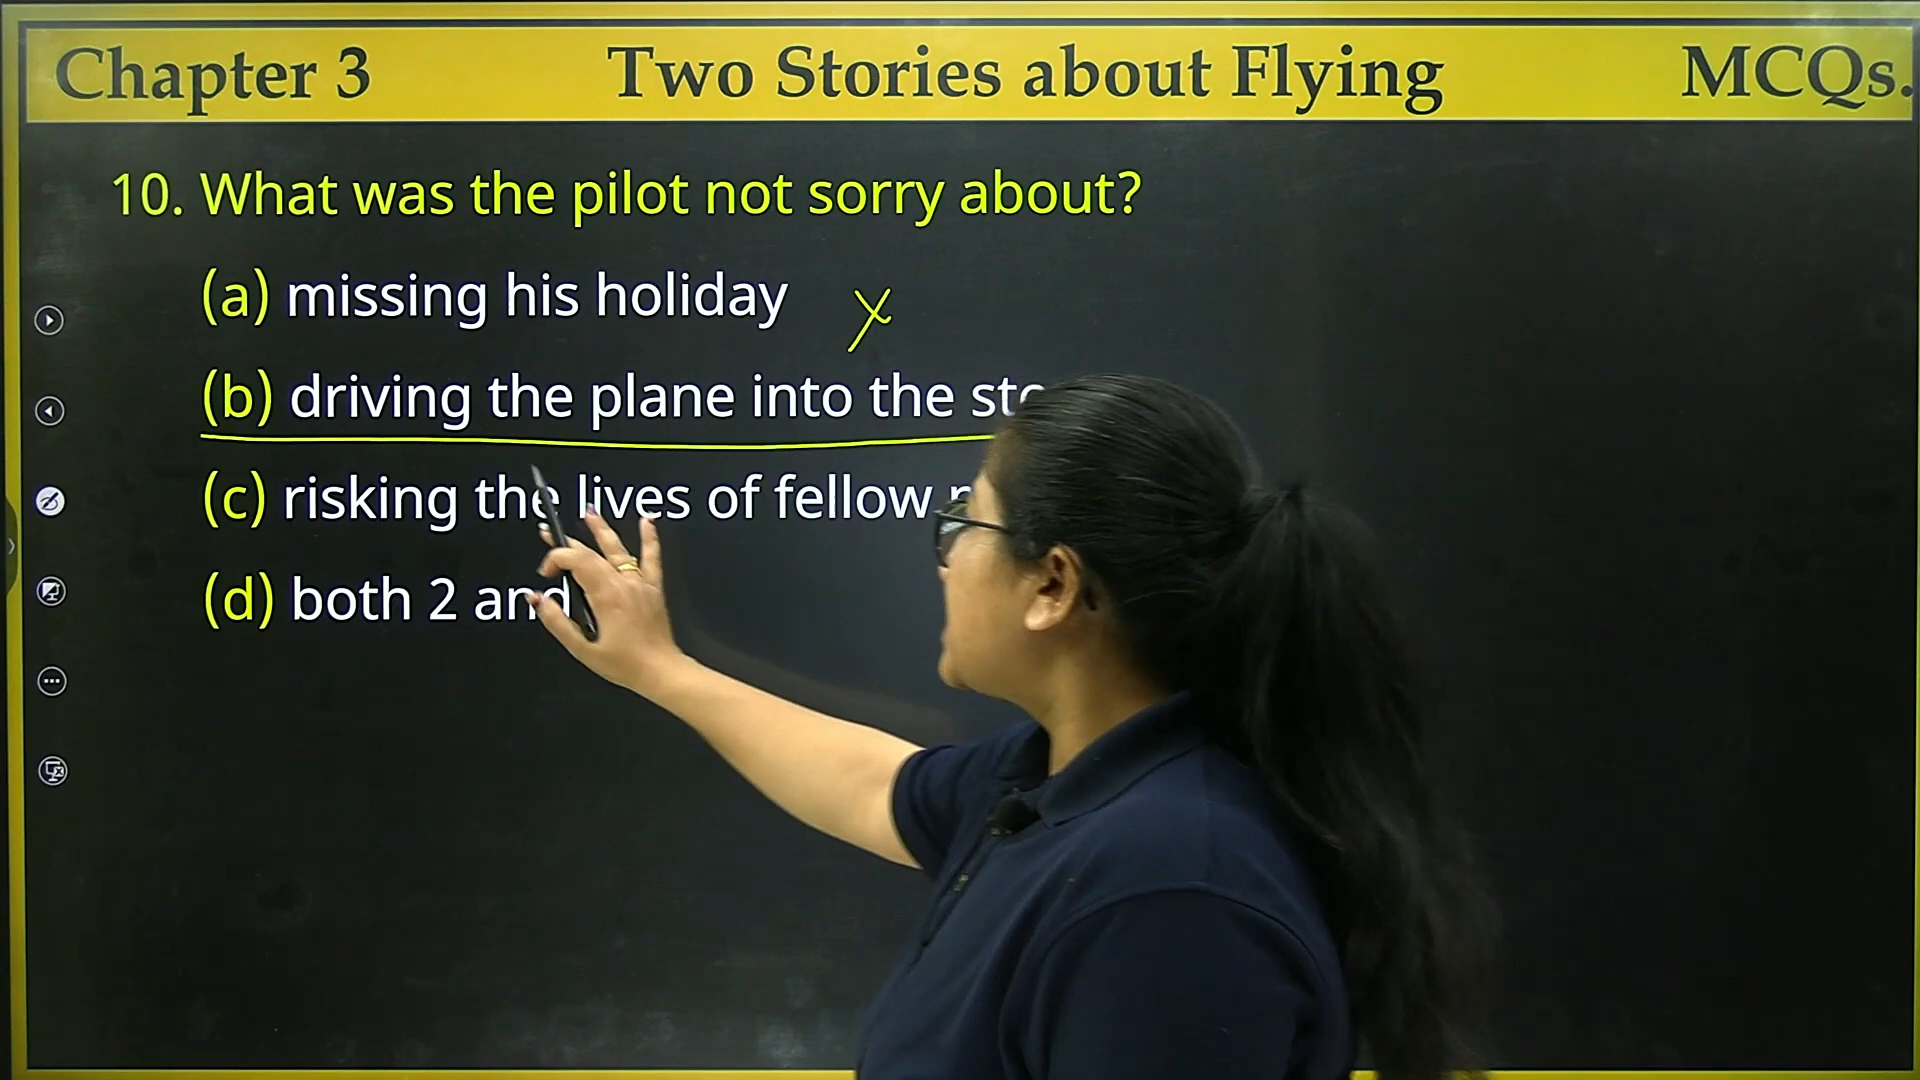 Chapter 3 Two Stories about Flying MCQs.
10. What was the pilot not sorry about?
(a) missing his holiday
(b) driving the plane into the
(c) risking the lives of fellow
(d) both 2 and